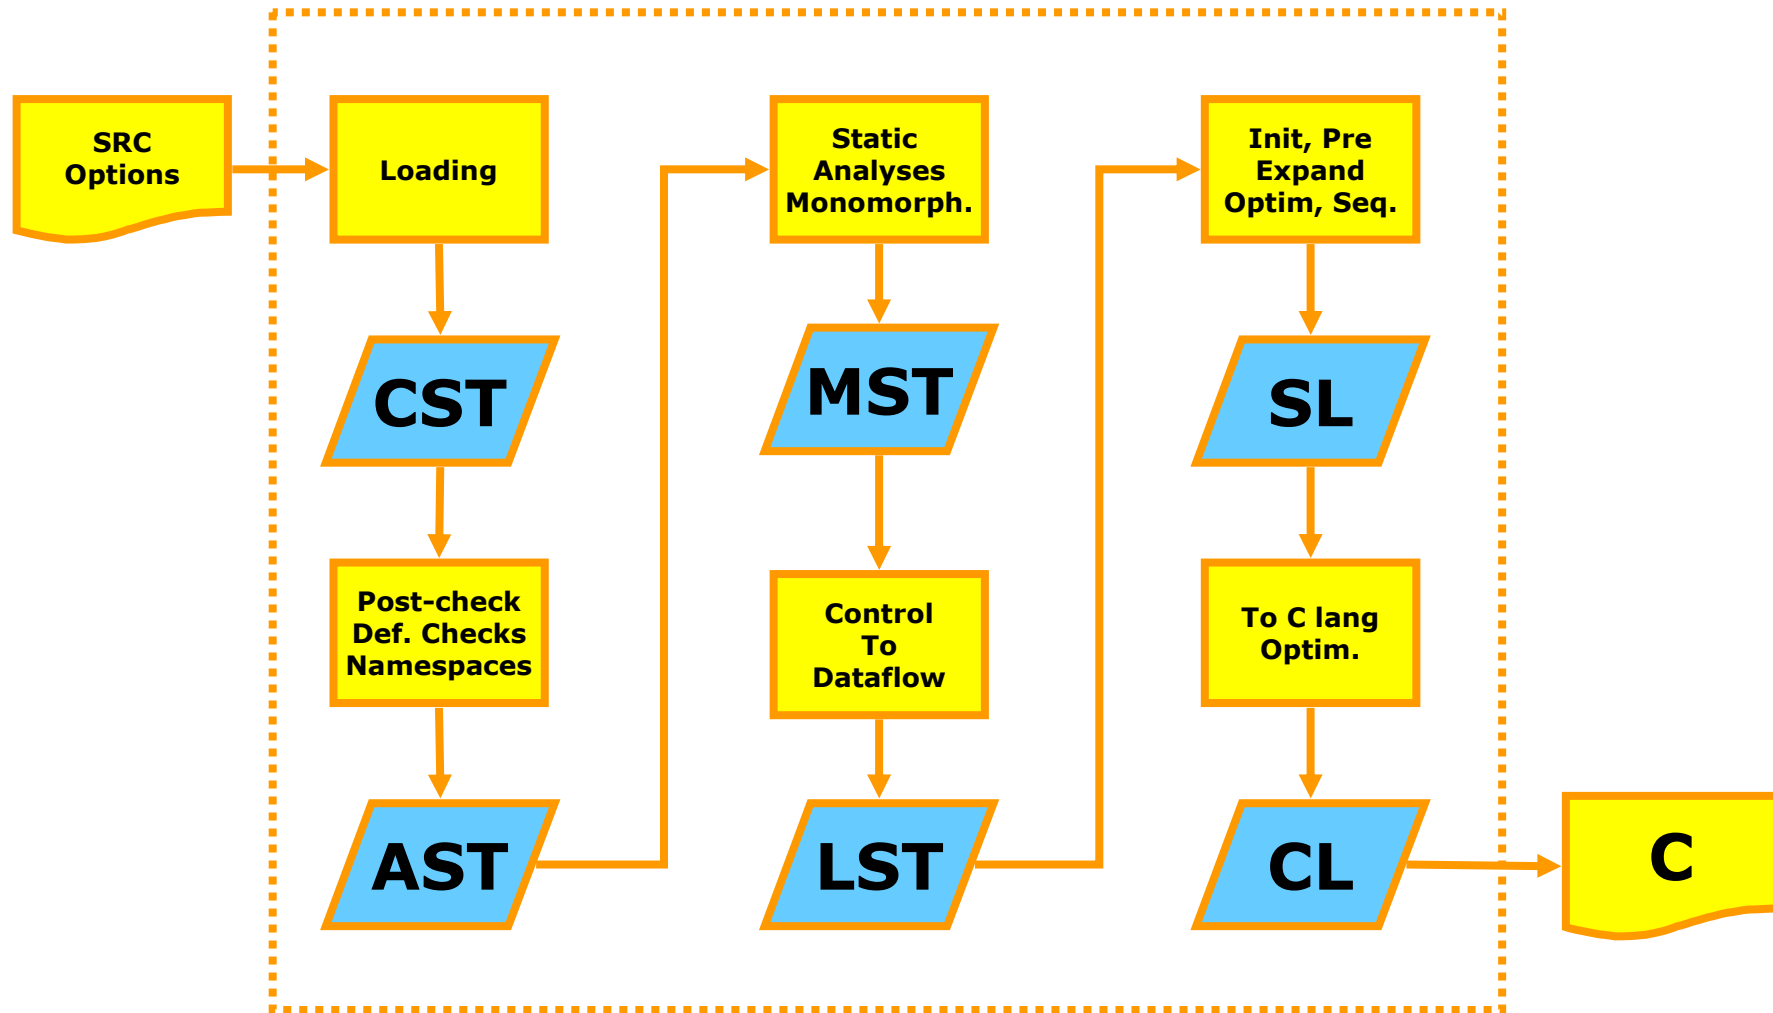 SRC
Options
Loading
CST
Post-check
Def. Checks
Namespaces
AST
Static
Analyses
Monomorph.
MST
Control
To
Dataflow
LST
Init, Pre
Expand
Optim, Seq.
SL
To C lang
Optim.
CL
C